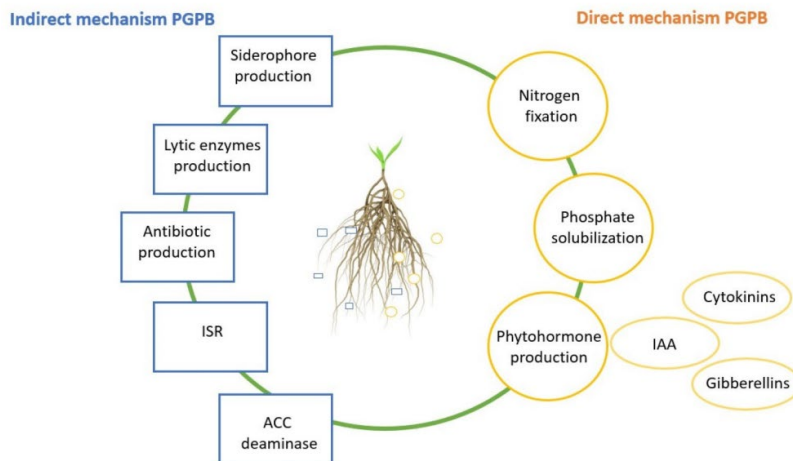 Indirect mechanism PGPB
Direct mechanism PGPB
Siderophore
production
Lytic enzymes
production
Antibiotic
production
ISR
ACC
deaminase
Nitrogen
fixation
Phosphate
solubilization
Phytohormone
production
Cytokinins
IAA
Gibberellins